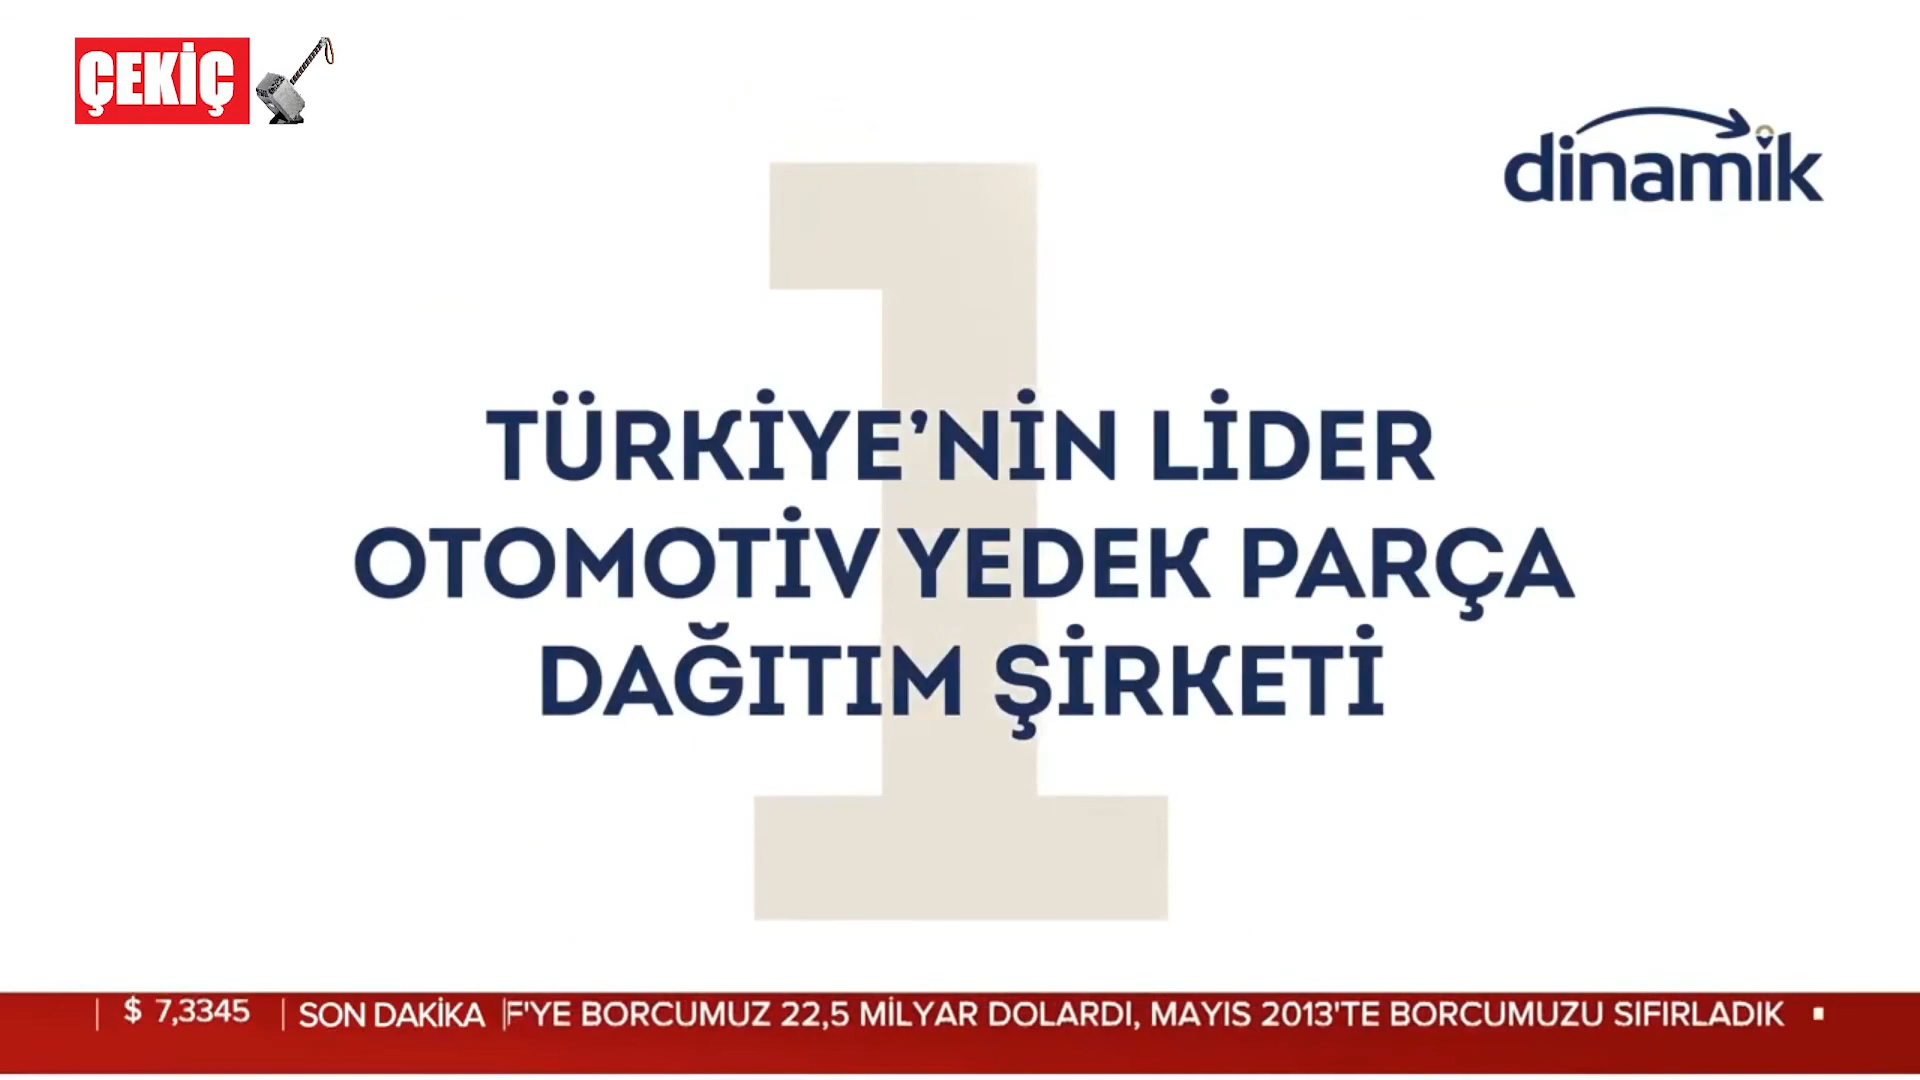 ÇEKİÇ
dinamik
1
TÜRKİYE’NİN LİDER
OTOMOTİV YEDEK PARÇA
DAĞITIM ŞİRKETİ
$ 7,3345 SON DAKİKA F'YE BORCUMUZ 22,5 MİLYAR DOLARDI, MAYIS 2013'TE BORCUMUZU SIFIRLADIK